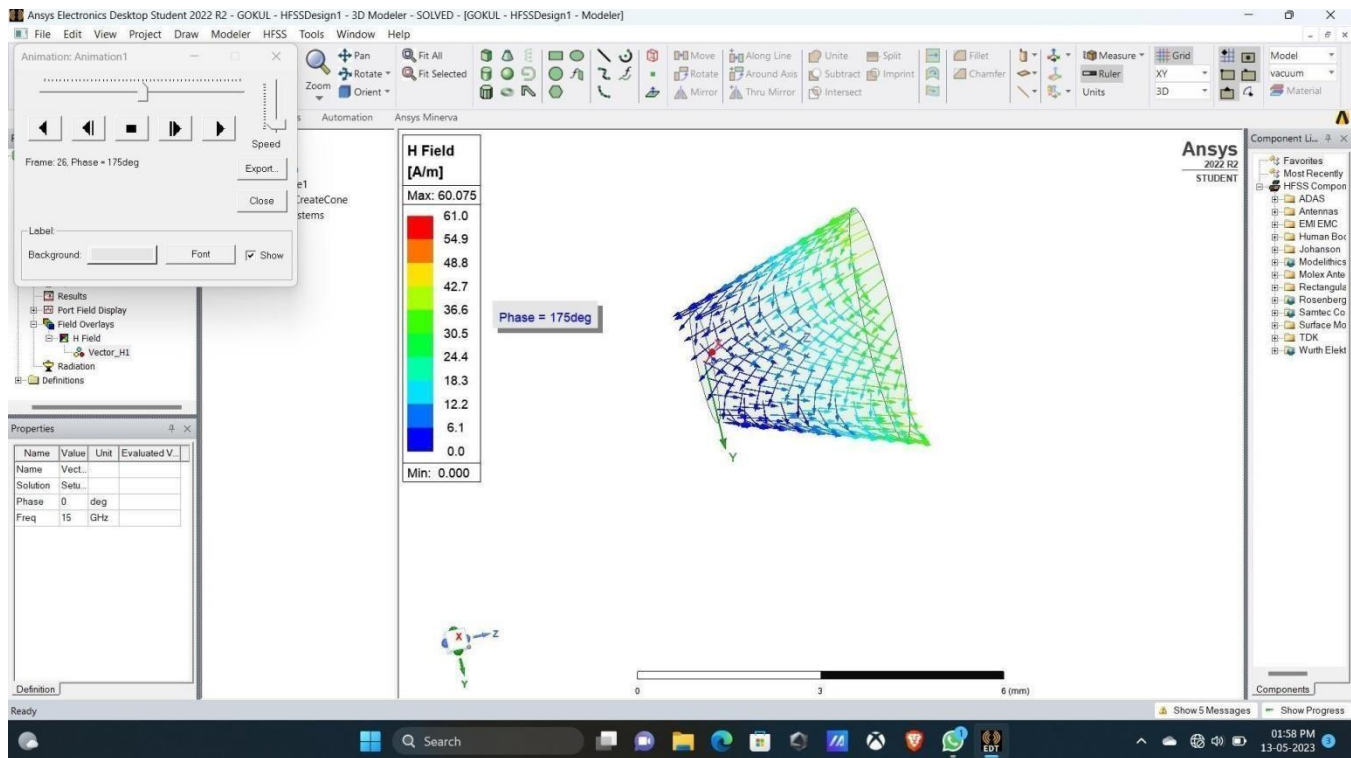 Ansys Electronics Desktop Student 2022 R2 - GOKUL - HFSSDesign1 - 3D Modeler - SOLVED - [GOKUL - HFSSDesign1 - Modeler]
File Edit View Project Draw Modeler HFSS Tools Window Help
Animation: Animation1
Zoom
Pan
Rotate
Orient
Fit All
Fit Selected
Move Along Line Unite Split Fillet
Rotate Around Axis Subtract Imprint Chamfer
Mirror Thru Mirror Intersect
Measure
Ruler
Units
Grid
XY
3D
Model
vacuum
Material
s Automation Ansys Minerva
Speed
Frame: 26, Phase = 175deg
Export...
Close
Label:
Background:
Font
Show
e1
CreateCone
stems
Results
Port Field Display
Field Overlays
H Field
Vector_H1
Radiation
Definitions
Properties
Name Value Unit Evaluated V...
Name Vect...
Solution Setu...
Phase 0 deg
Freq 15 GHz
Definition
H Field
[A/m]
Max: 60.075
61.0
54.9
48.8
42.7
36.6
30.5
24.4
18.3
12.2
6.1
0.0
Min: 0.000
Phase = 175deg
Ansys
2022 R2
STUDENT
Z
Y
X
Z
Y
0 3 6 (mm)
Component Li...
Favorites
Most Recently
HFSS Compon
ADAS
Antennas
EMI EMC
Human Boo
Johanson
Modelithics
Molex Ante
Rectangula
Rosenberg
Samtec Co
Surface Mo
TDK
Wurth Elekt
Components
Ready
Show 5 Messages
Show Progress
Search
EDT
01:58 PM
13-05-2023
3